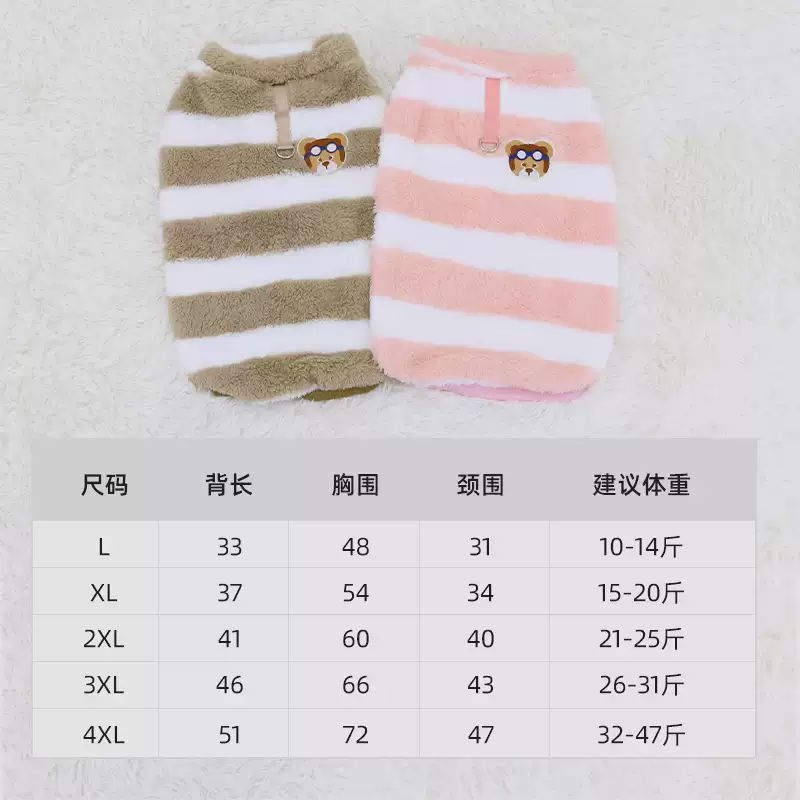 尺码 背长 胸围 颈围 建议体重
L 33 48 31 10-14斤
XL 37 54 34 15-20斤
2XL 41 60 40 21-25斤
3XL 46 66 43 26-31斤
4XL 51 72 47 32-47斤